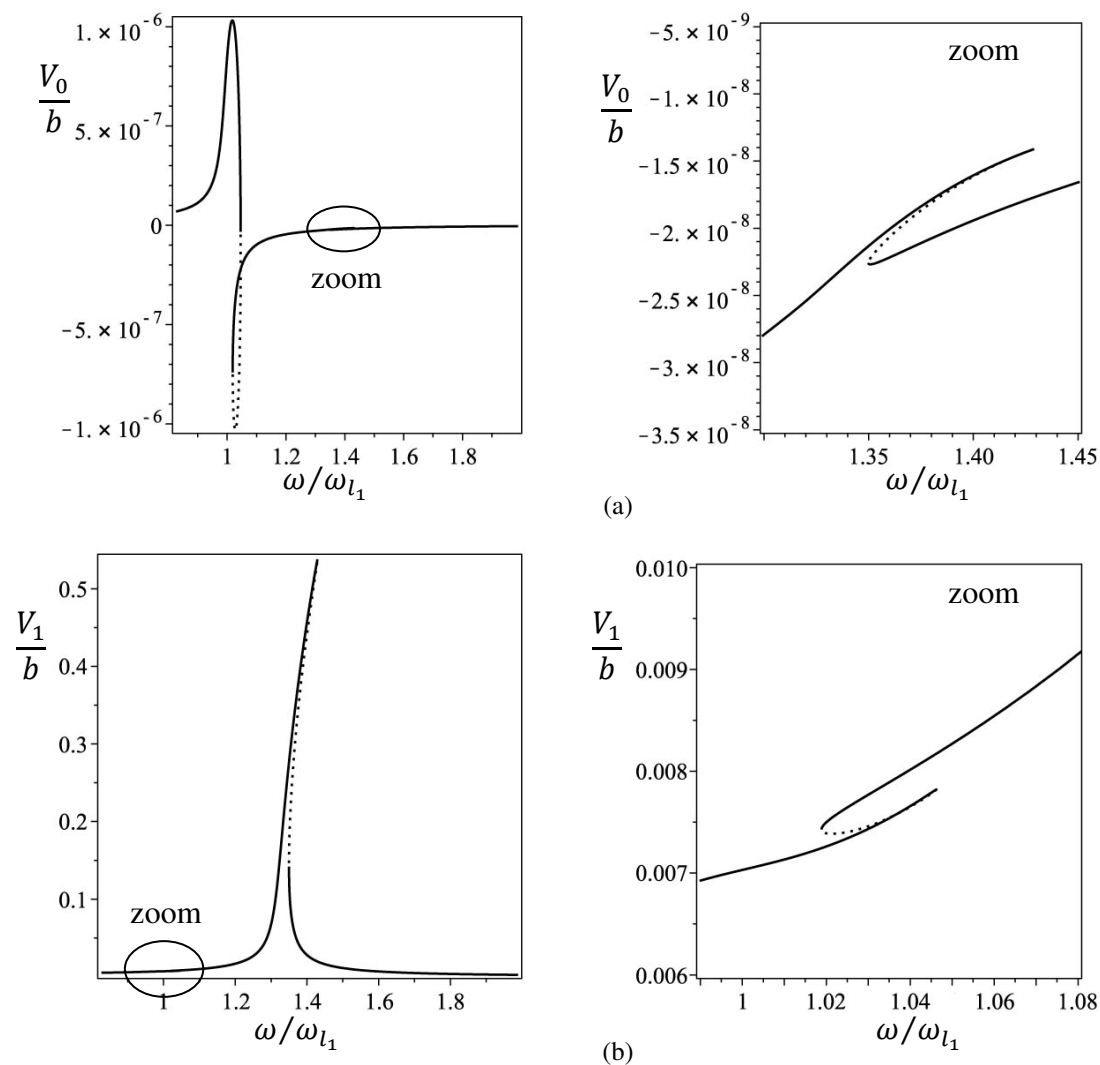 V₀/b
1. × 10⁻⁶
5. × 10⁻⁷
0
−5. × 10⁻⁷
−1. × 10⁻⁶
zoom
1 1.2 1.4 1.6 1.8
ω/ω_{l₁}
V₀/b
zoom
−5. × 10⁻⁹
−1. × 10⁻⁸
−1.5 × 10⁻⁸
−2. × 10⁻⁸
−2.5 × 10⁻⁸
−3. × 10⁻⁸
−3.5 × 10⁻⁸
1.35 1.40 1.45
ω/ω_{l₁}
(a)
V₁/b
0.5
0.4
0.3
0.2
0.1
zoom
1 1.2 1.4 1.6 1.8
ω/ω_{l₁}
V₁/b
zoom
0.010
0.009
0.008
0.007
0.006
1 1.02 1.04 1.06 1.08
ω/ω_{l₁}
(b)